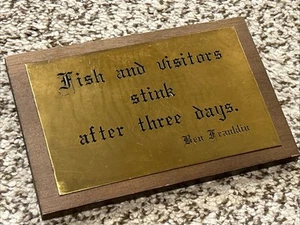 Fish and visitors
stink
after three days.
Ben Franklin